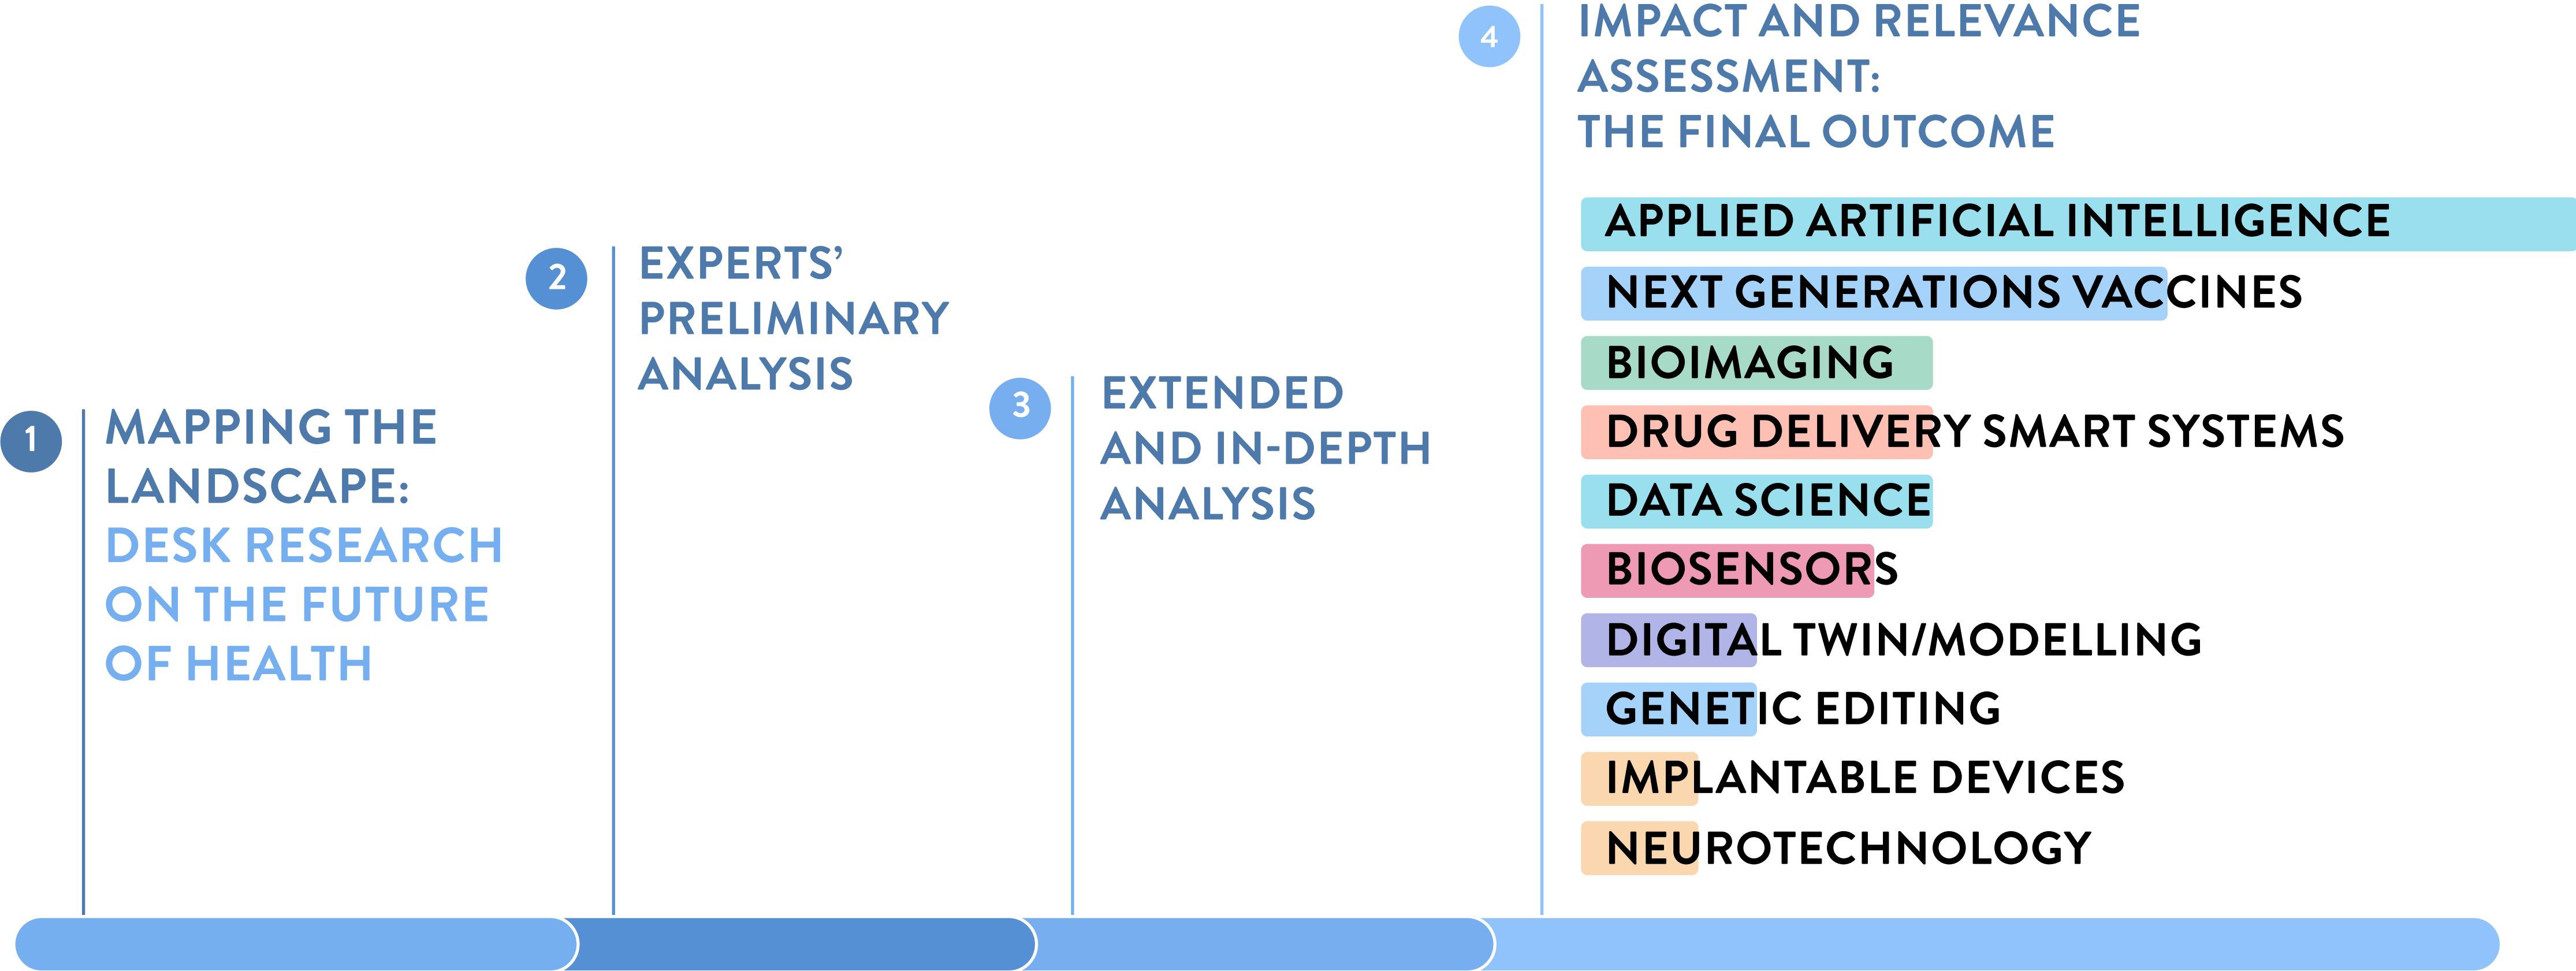 1
MAPPING THE
LANDSCAPE:
DESK RESEARCH
ON THE FUTURE
OF HEALTH
2
EXPERTS’
PRELIMINARY
ANALYSIS
3
EXTENDED
AND IN-DEPTH
ANALYSIS
4
IMPACT AND RELEVANCE
ASSESSMENT:
THE FINAL OUTCOME
APPLIED ARTIFICIAL INTELLIGENCE
NEXT GENERATIONS VACCINES
BIOIMAGING
DRUG DELIVERY SMART SYSTEMS
DATA SCIENCE
BIOSENSORS
DIGITAL TWIN/MODELLING
GENETIC EDITING
IMPLANTABLE DEVICES
NEUROTECHNOLOGY